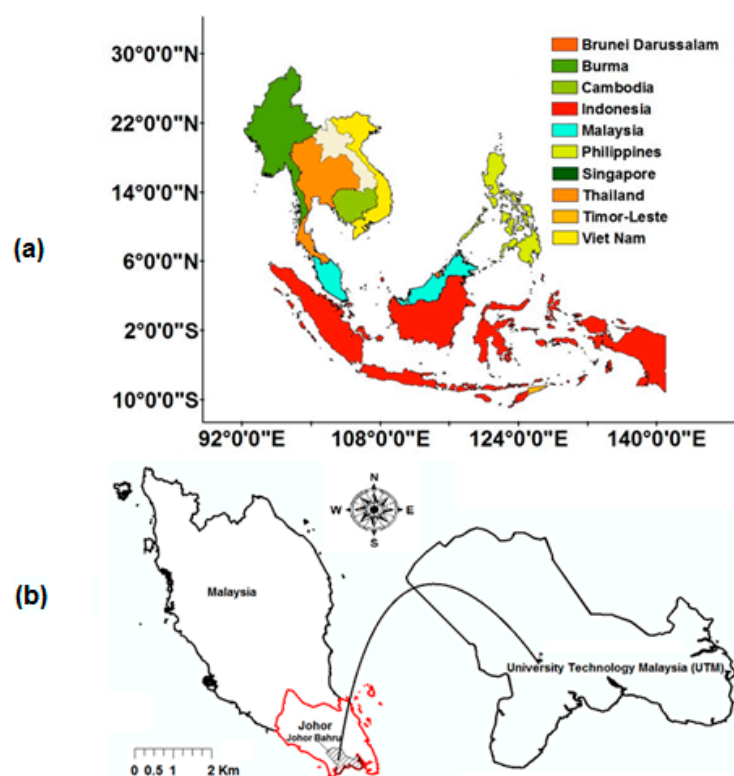 (a)
30°0'0"N
22°0'0"N
14°0'0"N
6°0'0"N
2°0'0"S
10°0'0"S
92°0'0"E
108°0'0"E
124°0'0"E
140°0'0"E
Brunei Darussalam
Burma
Cambodia
Indonesia
Malaysia
Philippines
Singapore
Thailand
Timor-Leste
Viet Nam
(b)
N
W
E
S
Malaysia
University Technology Malaysia (UTM)
Johor
Johor Bahru
0 0.5 1 2 Km